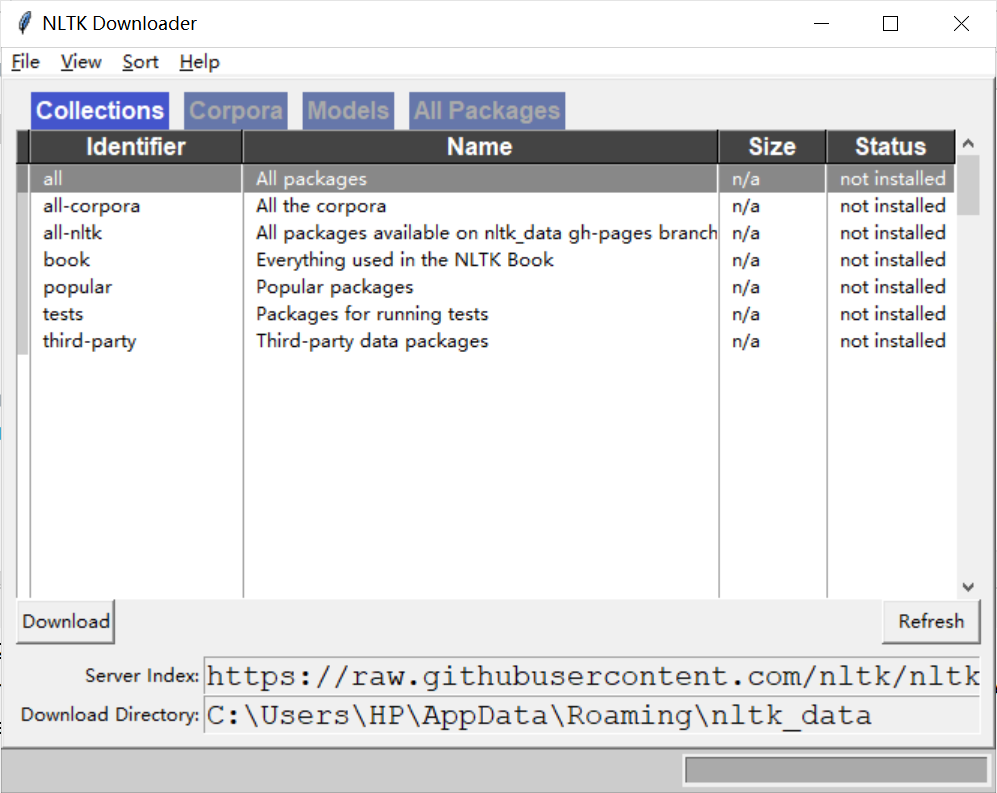 NLTK Downloader
File View Sort Help
Collections Corpora Models All Packages
Identifier Name Size Status
all All packages n/a not installed
all-corpora All the corpora n/a not installed
all-nltk All packages available on nltk_data gh-pages branch n/a not installed
book Everything used in the NLTK Book n/a not installed
popular Popular packages n/a not installed
tests Packages for running tests n/a not installed
third-party Third-party data packages n/a not installed
Download Refresh
Server Index: https://raw.githubusercontent.com/nltk/nltk
Download Directory: C:\Users\HP\AppData\Roaming\nltk_data